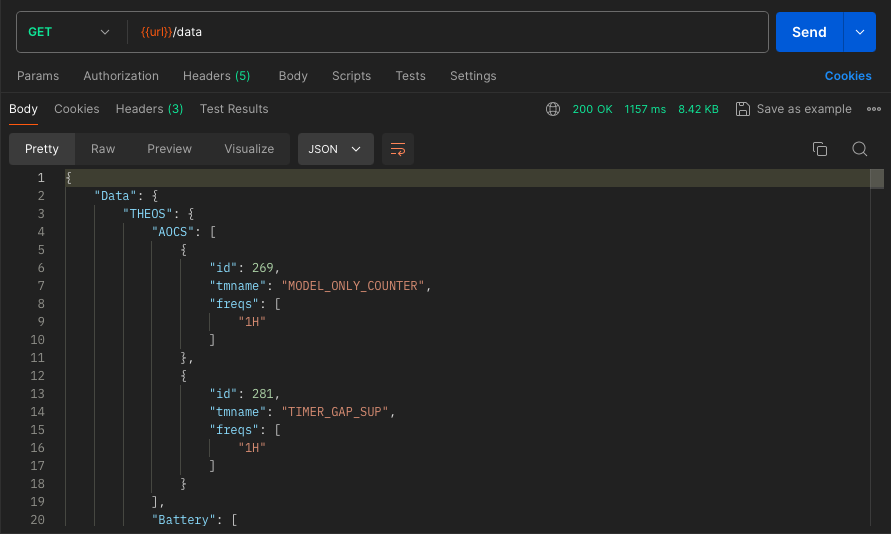 GET {{url}}/data Send
Params Authorization Headers (5) Body Scripts Tests Settings Cookies
Body Cookies Headers (3) Test Results 200 OK 1157 ms 8.42 KB Save as example
Pretty Raw Preview Visualize JSON
1 {
2 "Data": {
3 "THEOS": {
4 "AOCS": [
5 {
6 "id": 269,
7 "tmname": "MODEL_ONLY_COUNTER",
8 "freqs": [
9 "1H"
10 ]
11 },
12 {
13 "id": 281,
14 "tmname": "TIMER_GAP_SUP",
15 "freqs": [
16 "1H"
17 ]
18 }
19 ],
20 "Battery": [